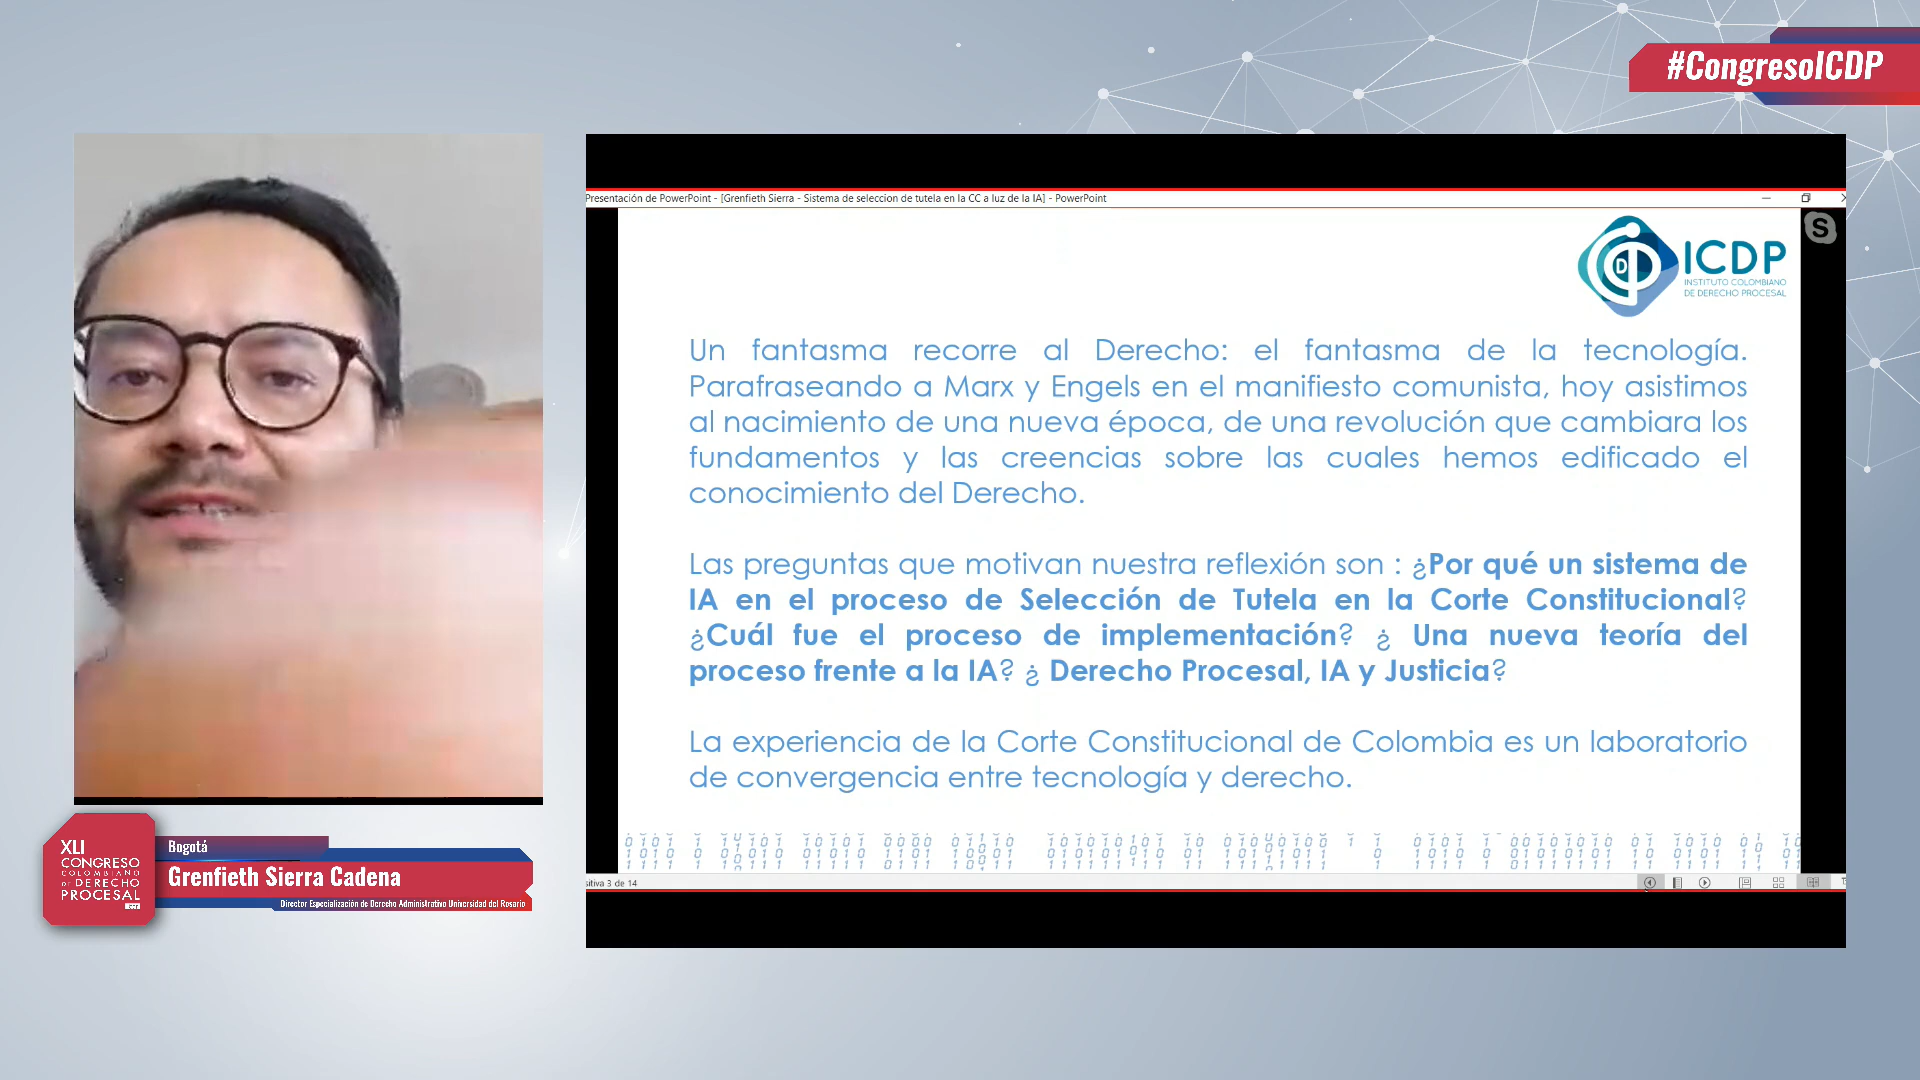 #CongresoICDP
Presentación de PowerPoint - [Grenfieth Sierra - Sistema de seleccion de tutela en la CC a luz de la IA] - PowerPoint
S
ICDP
INSTITUTO COLOMBIANO
DE DERECHO PROCESAL
Un fantasma recorre al Derecho: el fantasma de la tecnología.
Parafraseando a Marx y Engels en el manifiesto comunista, hoy asistimos
al nacimiento de una nueva época, de una revolución que cambiara los
fundamentos y las creencias sobre las cuales hemos edificado el
conocimiento del Derecho.
Las preguntas que motivan nuestra reflexión son : ¿Por qué un sistema de
IA en el proceso de Selección de Tutela en la Corte Constitucional?
¿Cuál fue el proceso de implementación? ¿ Una nueva teoría del
proceso frente a la IA? ¿ Derecho Procesal, IA y Justicia?
La experiencia de la Corte Constitucional de Colombia es un laboratorio
de convergencia entre tecnología y derecho.
sitiva 3 de 14
XLI
CONGRESO
COLOMBIANO
DE DERECHO
PROCESAL
Bogotá
Grenfieth Sierra Cadena
Director Especialización de Derecho Administrativo Universidad del Rosario